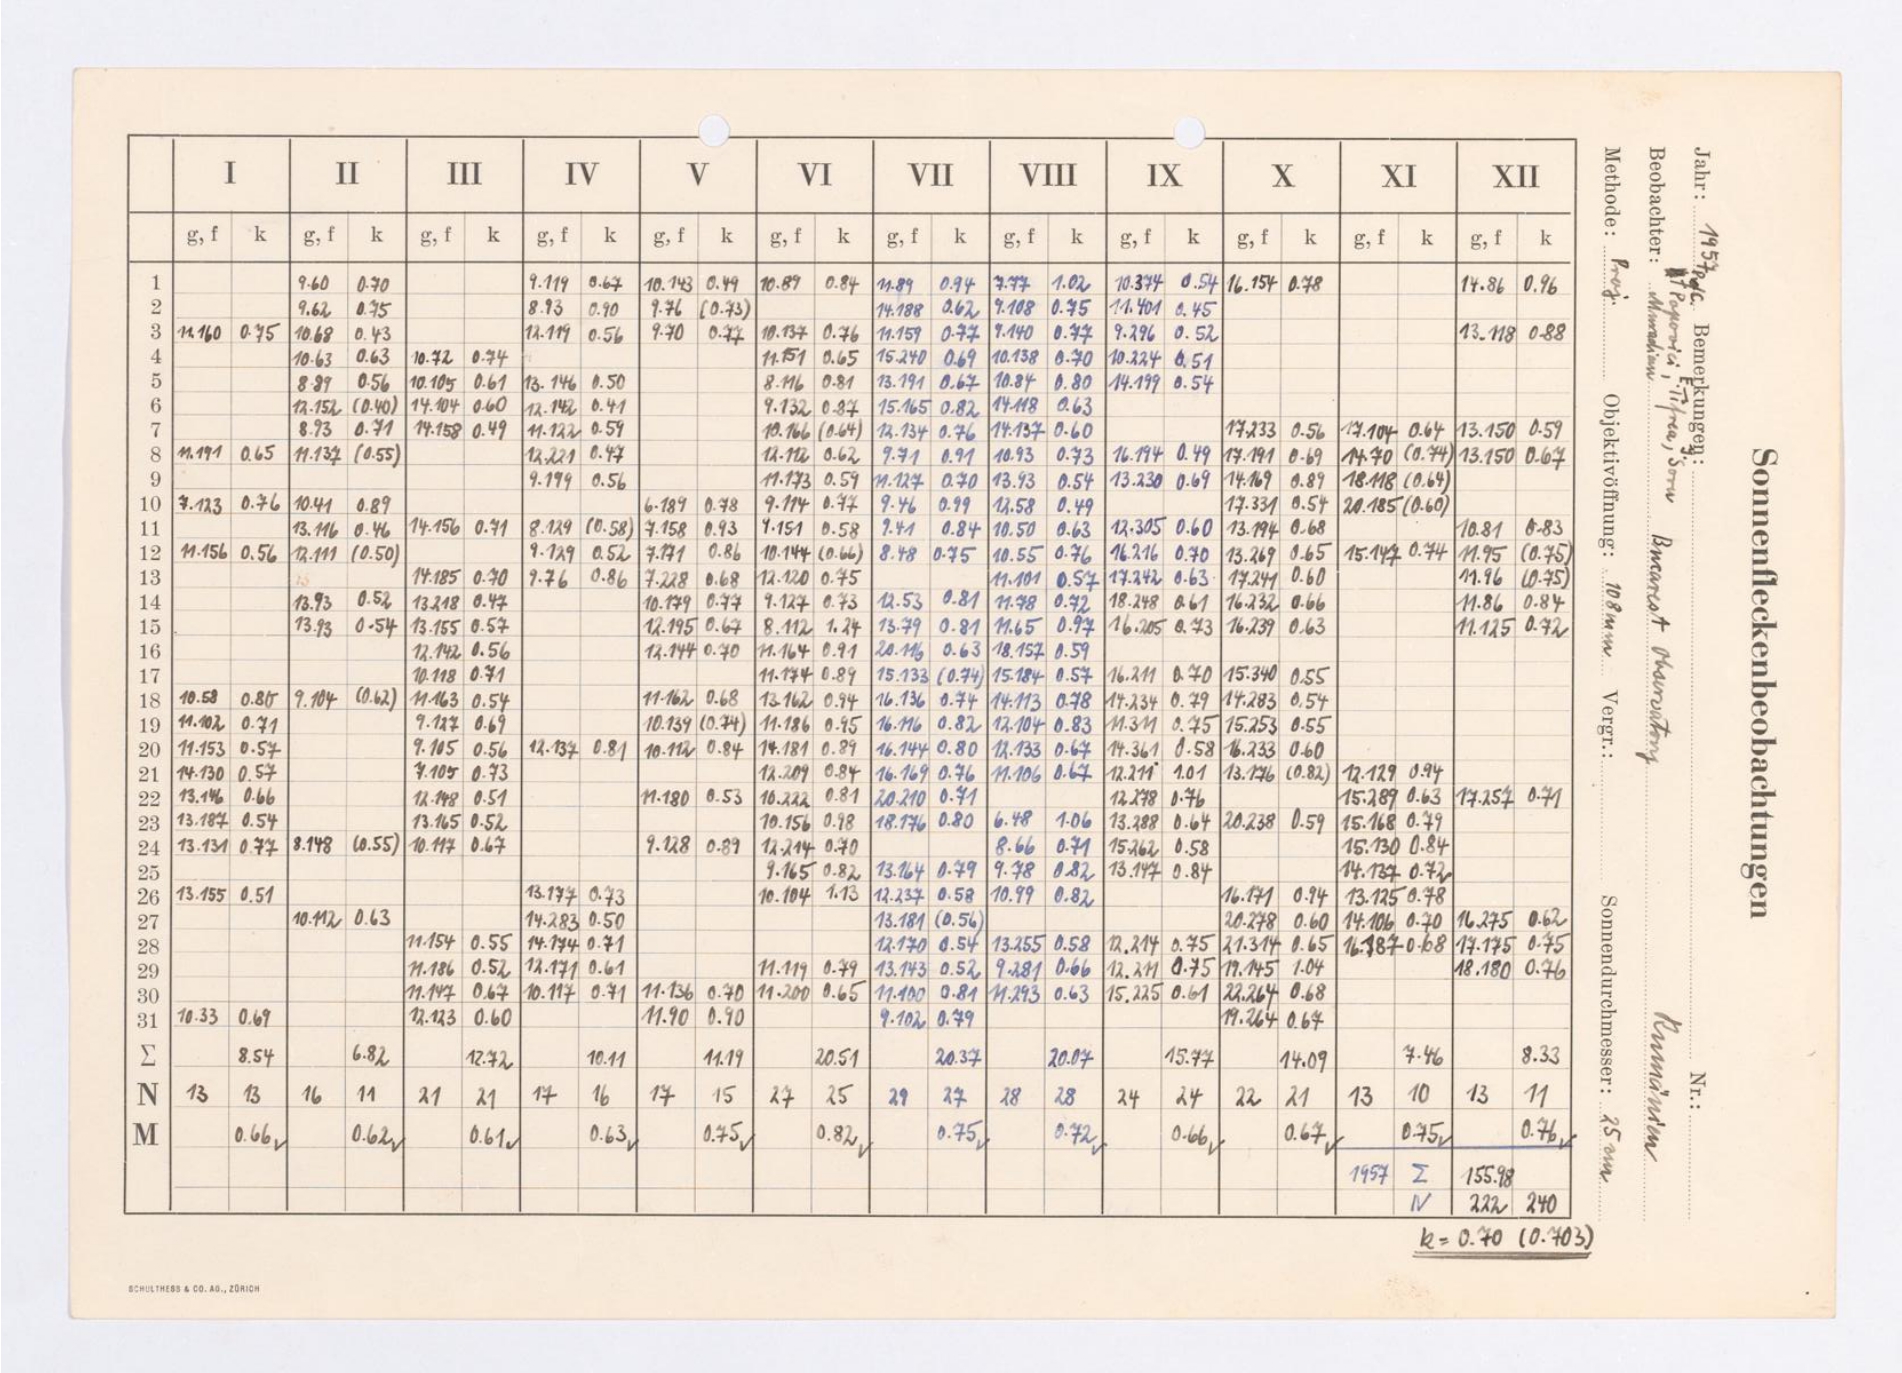 Sonnenfleckenbeobachtungen
Jahr: 1957 Bemerkungen: Nr.:
Beobachter: Popovici, Țifrea, Bucarest Observatory Rumänien
Methode: Proj. Objektivöffnung: 108mm Vergr.: Sonnendurchmesser: 25 cm
I II III IV V VI VII VIII IX X XI XII
g, f k g, f k g, f k g, f k g, f k g, f k g, f k g, f k g, f k g, f k g, f k g, f k
1 9.60 0.70 9.119 0.67 10.143 0.49 10.89 0.84 11.89 0.94 7.77 1.02 10.374 0.54 16.154 0.78 14.86 0.96
2 9.62 0.75 8.93 0.90 9.76 (0.73) 14.188 0.62 9.108 0.75 11.401 0.45
3 11.160 0.75 10.68 0.43 12.119 0.56 9.70 0.77 10.137 0.76 11.159 0.77 9.140 0.77 9.296 0.52 13.118 0.88
4 10.63 0.63 10.72 0.74 11.151 0.65 15.240 0.69 10.138 0.70 10.224 0.51
5 8.89 0.56 10.105 0.61 13.146 0.50 8.116 0.81 13.191 0.67 10.84 0.80 14.199 0.54
6 12.152 (0.40) 14.104 0.60 12.142 0.41 9.132 0.87 15.165 0.82 14.118 0.63
7 8.93 0.71 14.158 0.49 11.122 0.59 10.166 (0.64) 12.134 0.76 14.137 0.60 17.233 0.56 17.104 0.64 13.150 0.59
8 11.191 0.65 11.137 (0.55) 12.221 0.47 12.112 0.62 9.71 0.91 10.93 0.73 16.194 0.49 17.191 0.69 14.70 (0.74) 13.150 0.67
9 9.199 0.56 11.173 0.59 11.127 0.70 13.93 0.54 13.230 0.69 14.169 0.89 18.118 (0.64)
10 7.123 0.76 10.41 0.89 6.189 0.78 9.114 0.77 9.46 0.99 12.58 0.49 17.331 0.54 20.185 (0.60)
11 13.116 0.46 14.156 0.71 8.129 (0.58) 7.158 0.93 9.151 0.58 9.41 0.84 10.50 0.63 12.305 0.60 13.194 0.68 10.81 0.83
12 11.156 0.56 12.111 (0.50) 9.129 0.52 7.171 0.86 10.144 (0.66) 8.48 0.75 10.55 0.76 16.216 0.70 13.269 0.65 15.147 0.74 11.95 (0.75)
13 14.185 0.70 9.76 0.86 7.228 0.68 12.120 0.75 11.101 0.57 17.242 0.63 17.241 0.60 11.96 (0.75)
14 13.93 0.52 13.218 0.47 10.179 0.77 9.127 0.73 12.53 0.81 11.78 0.72 18.248 0.61 16.232 0.66 11.86 0.84
15 13.93 0.54 13.155 0.57 12.195 0.67 8.112 1.24 13.79 0.81 11.65 0.97 16.205 0.73 16.239 0.63 11.125 0.72
16 12.142 0.56 12.144 0.70 11.164 0.91 20.116 0.63 18.157 0.59
17 10.118 0.71 11.174 0.89 15.133 (0.74) 15.184 0.57 16.211 0.70 15.340 0.55
18 10.58 0.80 9.104 (0.62) 11.163 0.54 11.162 0.68 13.162 0.94 16.136 0.74 14.113 0.78 14.234 0.79 14.283 0.54
19 11.102 0.71 9.127 0.69 10.139 (0.74) 11.186 0.95 16.116 0.82 12.104 0.83 11.311 0.75 15.253 0.55
20 11.153 0.57 9.105 0.56 12.137 0.81 10.112 0.84 14.181 0.89 16.144 0.80 12.133 0.67 14.361 0.58 16.233 0.60
21 14.130 0.57 7.105 0.73 12.209 0.84 16.169 0.76 11.106 0.67 12.211 1.01 13.176 (0.82) 12.129 0.94
22 13.146 0.66 12.148 0.51 11.180 0.53 10.222 0.81 20.210 0.71 12.278 0.76 15.289 0.63 17.257 0.71
23 13.187 0.54 13.165 0.52 10.156 0.98 18.176 0.80 6.48 1.06 13.288 0.64 20.238 0.59 15.168 0.79
24 13.131 0.77 8.148 (0.55) 10.117 0.67 9.128 0.89 12.214 0.70 8.66 0.71 15.262 0.58 15.130 0.84
25 9.165 0.82 13.164 0.79 9.78 0.82 13.147 0.84 14.137 0.72
26 13.155 0.51 13.177 0.73 10.104 1.13 12.237 0.58 10.99 0.82 16.171 0.94 13.125 0.78
27 10.112 0.63 14.283 0.50 13.181 (0.56) 20.278 0.60 14.106 0.70 16.275 0.62
28 11.154 0.55 14.174 0.71 12.170 0.54 13.255 0.58 12.214 0.75 21.314 0.65 16.187 0.68 17.175 0.75
29 11.186 0.52 12.171 0.61 11.119 0.79 13.143 0.52 9.281 0.66 12.211 0.75 19.145 1.04 18.180 0.76
30 11.147 0.67 10.117 0.71 11.136 0.70 11.200 0.65 11.100 0.81 11.293 0.63 15.225 0.61 22.264 0.68
31 10.33 0.69 12.123 0.60 11.90 0.90 9.102 0.79 19.264 0.67
Σ 8.54 6.82 12.72 10.11 11.19 20.51 20.37 20.07 15.77 14.09 7.46 8.33
N 13 13 16 11 21 21 17 16 17 15 27 25 29 27 28 28 24 24 22 21 13 10 13 11
M 0.66 0.62 0.61 0.63 0.75 0.82 0.75 0.72 0.66 0.67 0.75 0.76
1957 Σ 155.98
N 222 240
k = 0.70 (0.703)
SCHULTHESS & CO. AG., ZÜRICH